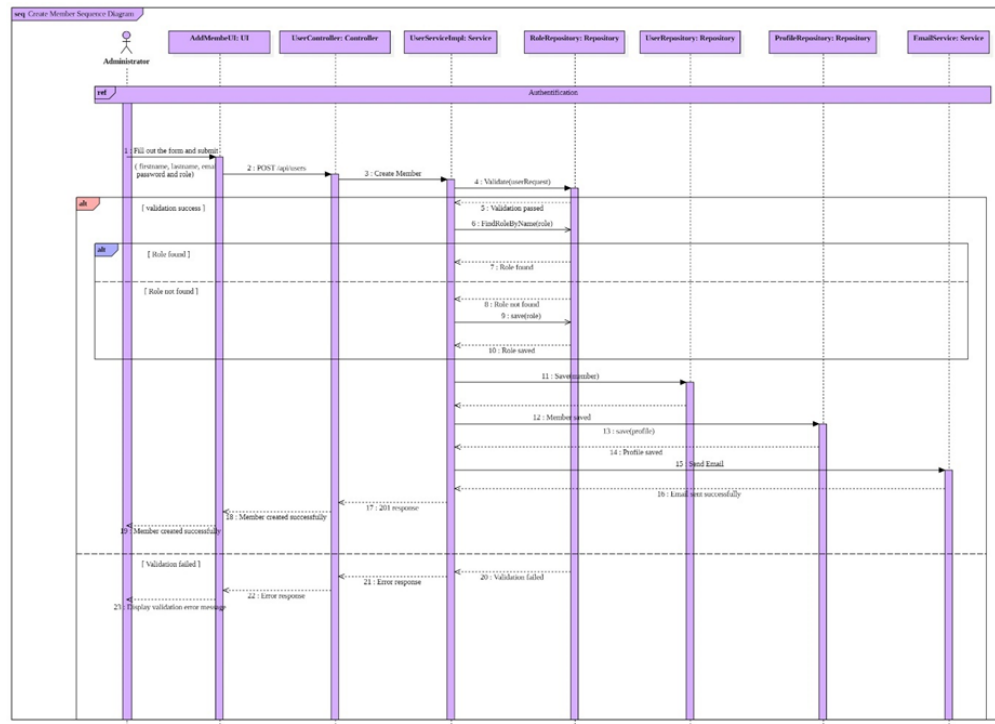 seq Create Member Sequence Diagram
AddMembeUI: UI
UserController: Controller
UserServiceImpl: Service
RoleRepository: Repository
UserRepository: Repository
ProfileRepository: Repository
EmailService: Service
Administrator
ref
Authentification
1 : Fill out the form and submit
( firstname, lastname, ema
password and role)
2 : POST /api/users
3 : Create Member
4 : Validate(userRequest)
alt
[ validation success ]
5 : Validation passed
6 : FindRoleByName(role)
alt
[ Role found ]
7 : Role found
[ Role not found ]
8 : Role not found
9 : save(role)
10 : Role saved
11 : Save(member)
12 : Member saved
13 : save(profile)
14 : Profile saved
15 : Send Email
16 : Email sent successfully
17 : 201 response
18 : Member created successfully
19 : Member created successfully
[ Validation failed ]
20 : Validation failed
21 : Error response
22 : Error response
23 : Display validation error message